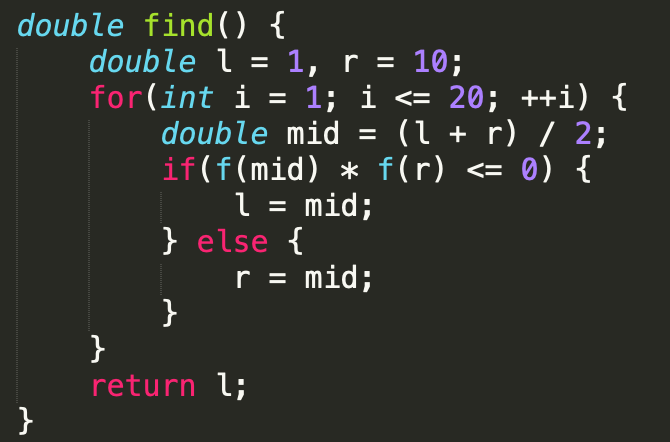 double find() {
    double l = 1, r = 10;
    for(int i = 1; i <= 20; ++i) {
        double mid = (l + r) / 2;
        if(f(mid) * f(r) <= 0) {
            l = mid;
        } else {
            r = mid;
        }
    }
    return l;
}